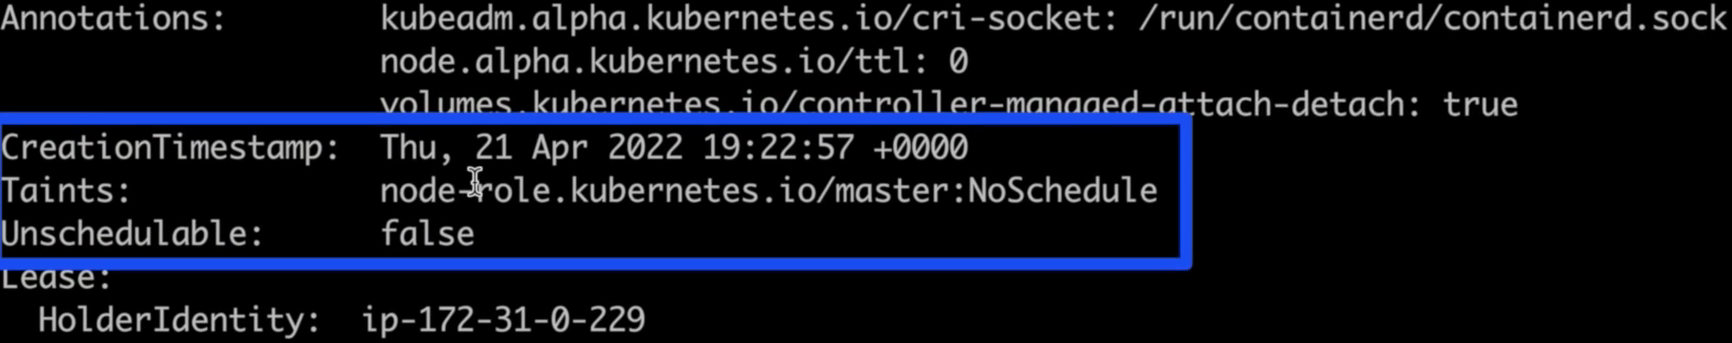 Annotations: kubeadm.alpha.kubernetes.io/cri-socket: /run/containerd/containerd.sock
node.alpha.kubernetes.io/ttl: 0
volumes.kubernetes.io/controller-managed-attach-detach: true
CreationTimestamp: Thu, 21 Apr 2022 19:22:57 +0000
Taints: node-role.kubernetes.io/master:NoSchedule
Unschedulable: false
Lease:
HolderIdentity: ip-172-31-0-229